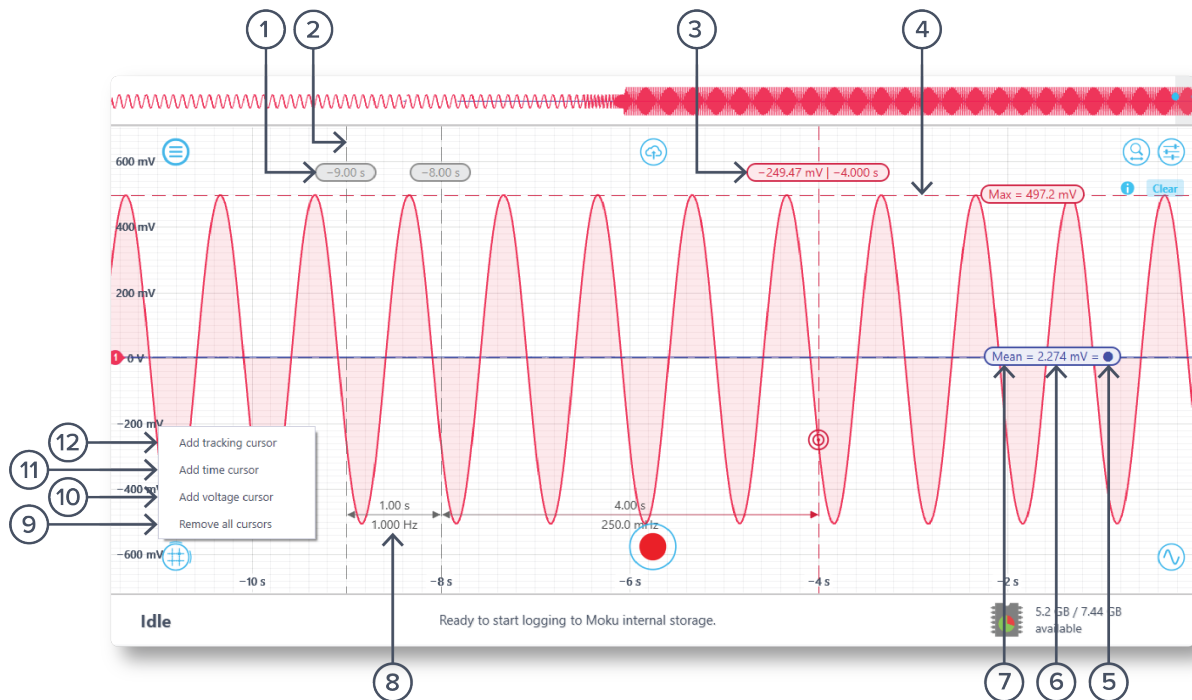 1
2
3
4
600 mV
−9.00 s
−8.00 s
−249.47 mV | −4.000 s
i
Clear
Max = 497.2 mV
400 mV
200 mV
1
0 V
Mean = 2.274 mV =
−200 mV
12
Add tracking cursor
11
Add time cursor
−400 mV
10
Add voltage cursor
9
Remove all cursors
1.00 s
1.000 Hz
4.00 s
250.0 mHz
−600 mV
−10 s
−8 s
−6 s
−4 s
−2 s
Idle
Ready to start logging to Moku internal storage.
5.2 GB / 7.44 GB
available
8
7
6
5